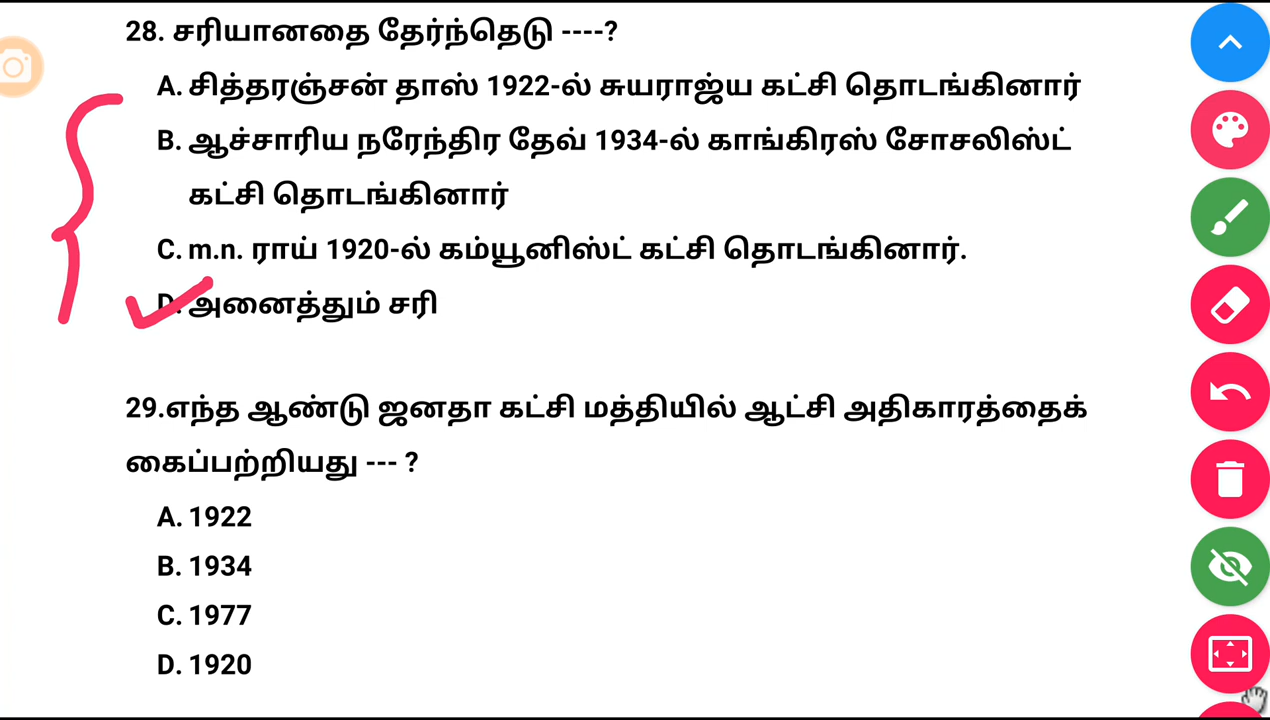 28. சரியானதை தேர்ந்தெடு ----?
A. சித்தரஞ்சன் தாஸ் 1922-ல் சுயராஜ்ய கட்சி தொடங்கினார்
B. ஆச்சாரிய நரேந்திர தேவ் 1934-ல் காங்கிரஸ் சோசலிஸ்ட்
கட்சி தொடங்கினார்
C. m.n. ராய் 1920-ல் கம்யூனிஸ்ட் கட்சி தொடங்கினார்.
D. அனைத்தும் சரி
29.எந்த ஆண்டு ஜனதா கட்சி மத்தியில் ஆட்சி அதிகாரத்தைக்
கைப்பற்றியது --- ?
A. 1922
B. 1934
C. 1977
D. 1920